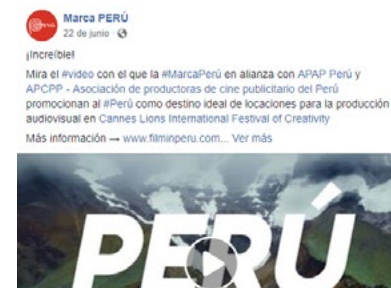 Perú
Marca PERÚ
22 de junio ·
¡Increíble!
Mira el #video con el que la #MarcaPerú en alianza con APAP Perú y
APCPP - Asociación de productoras de cine publicitario del Perú
promocionan al #Perú como destino ideal de locaciones para la producción
audiovisual en Cannes Lions International Festival of Creativity
Más información → www.filminperu.com... Ver más
PERÚ